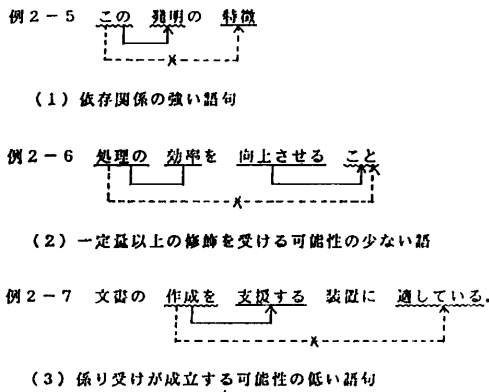 例2-5 この 発明の 特徴
(1)依存関係の強い語句
例2-6 処理の 効率を 向上させる こと
(2)一定量以上の修飾を受ける可能性の少ない語
例2-7 文書の 作成を 支援する 装置に 適している.
(3)係り受けが成立する可能性の低い語句